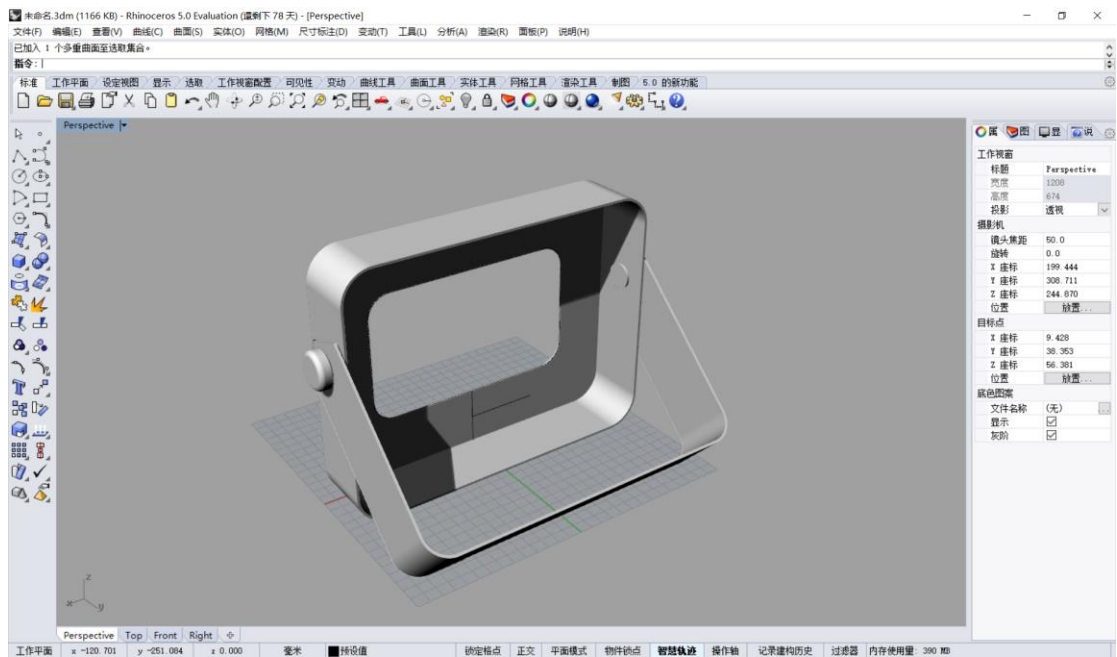 未命名.3dm (1166 KB) - Rhinoceros 5.0 Evaluation (還剩下 78 天) - [Perspective]
文件(F) 编辑(E) 查看(V) 曲线(C) 曲面(S) 实体(O) 网格(M) 尺寸标注(D) 变动(T) 工具(L) 分析(A) 渲染(R) 面板(P) 说明(H)
已加入 1 个多重曲面至选取集合。
指令:
标准 工作平面 设定视图 显示 选取 工作视窗配置 可见性 变动 曲线工具 曲面工具 实体工具 网格工具 渲染工具 制图 5.0 的新功能
Perspective
属 图 显 说
工作视窗
标题 Perspective
宽度 1208
高度 674
投影 透视
摄影机
镜头焦距 50.0
旋转 0.0
X 座标 199.444
Y 座标 308.711
Z 座标 244.870
位置 放置...
目标点
X 座标 9.428
Y 座标 38.353
Z 座标 56.381
位置 放置...
底色图案
文件名称 (无) ...
显示
灰阶
z
x y
Perspective Top Front Right
工作平面 x -120.701 y -251.084 z 0.000 毫米 预设值 锁定格点 正交 平面模式 物件锁点 智慧轨迹 操作轴 记录建构历史 过滤器 内存使用量: 390 MB